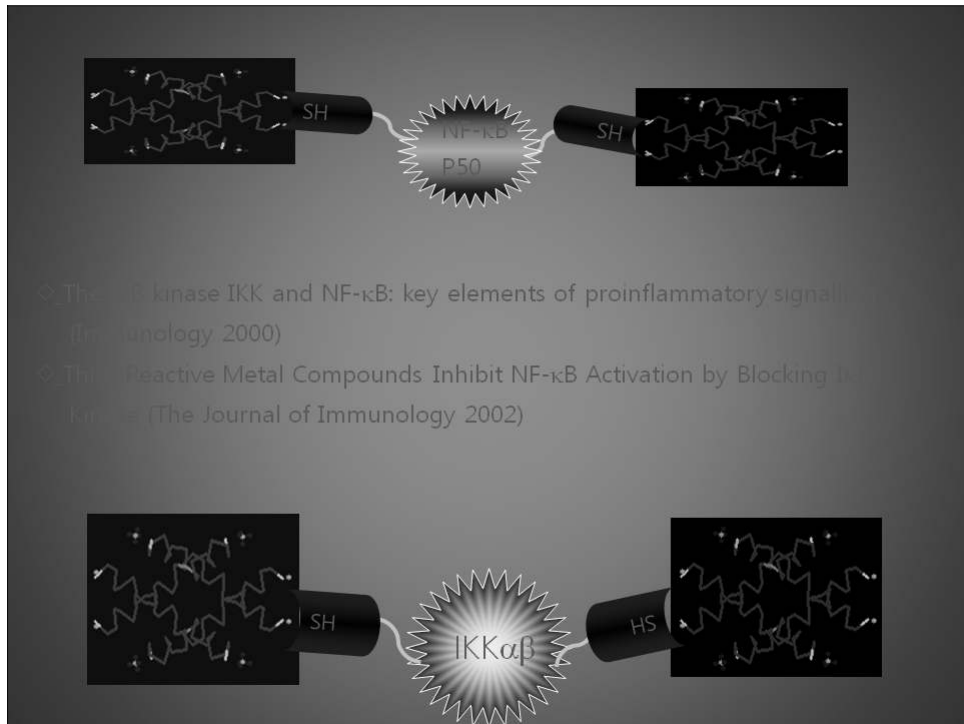 SH
NF-κB
P50
SH
kinase IKK and NF-κB: key elements of proinflammatory
2000)
Reactive Metal Compounds Inhibit NF-κB Activation by Blocking
(The Journal of Immunology 2002)
SH
IKKαβ
HS